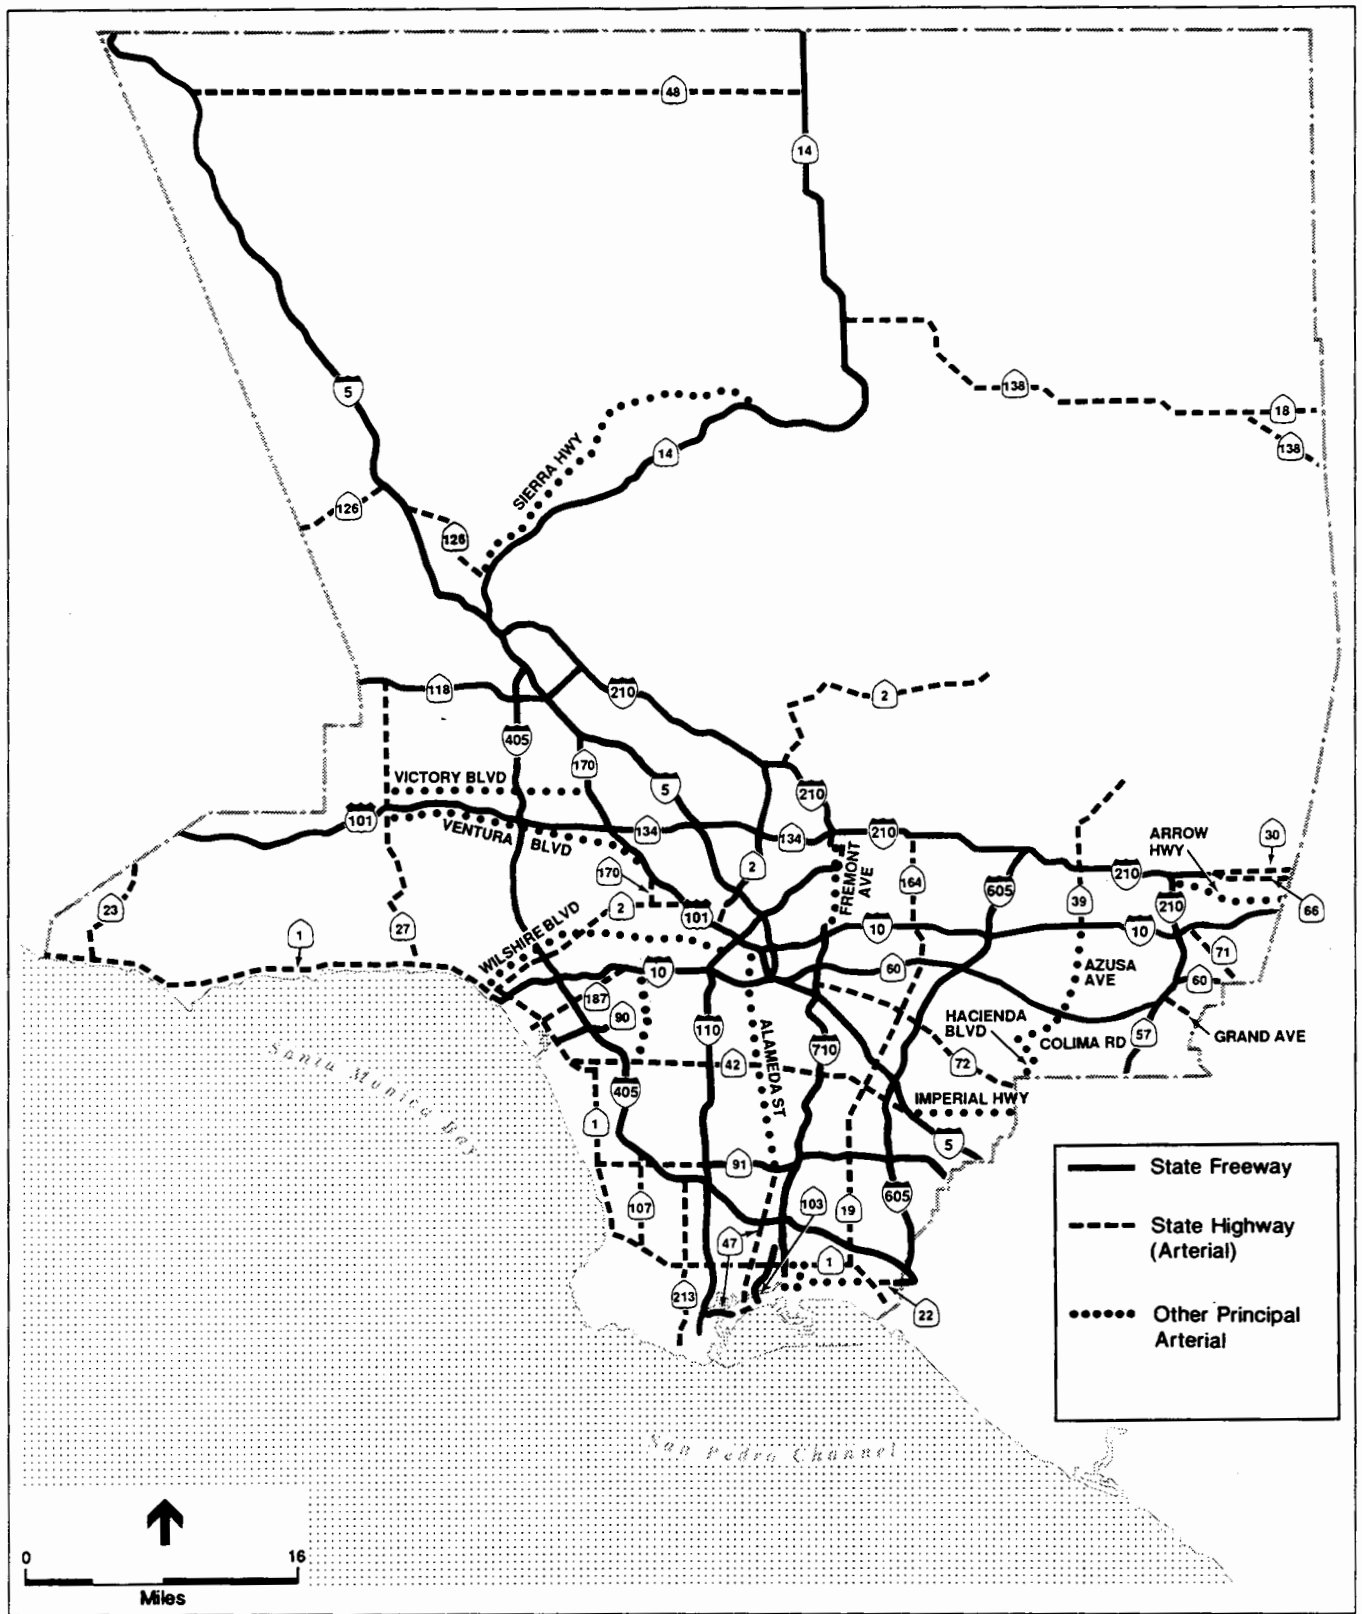 48
14
5
138
18
138
SIERRA HWY
14
126
126
118
210
2
405
170
VICTORY BLVD
5
210
101
VENTURA BLVD
134
134
210
ARROW
HWY
30
170
2
FREMONT
AVE
164
605
39
210
210
66
23
1
27
2
WILSHIRE BLVD
101
10
10
71
10
60
AZUSA
AVE
60
187
90
110
ALAMEDA ST
710
HACIENDA
BLVD
COLIMA RD
57
GRAND AVE
Santa Monica Bay
42
72
405
IMPERIAL HWY
1
5
91
107
103
19
605
47
1
213
22
State Freeway
State Highway
(Arterial)
Other Principal
Arterial
San Pedro Channel
0
16
Miles